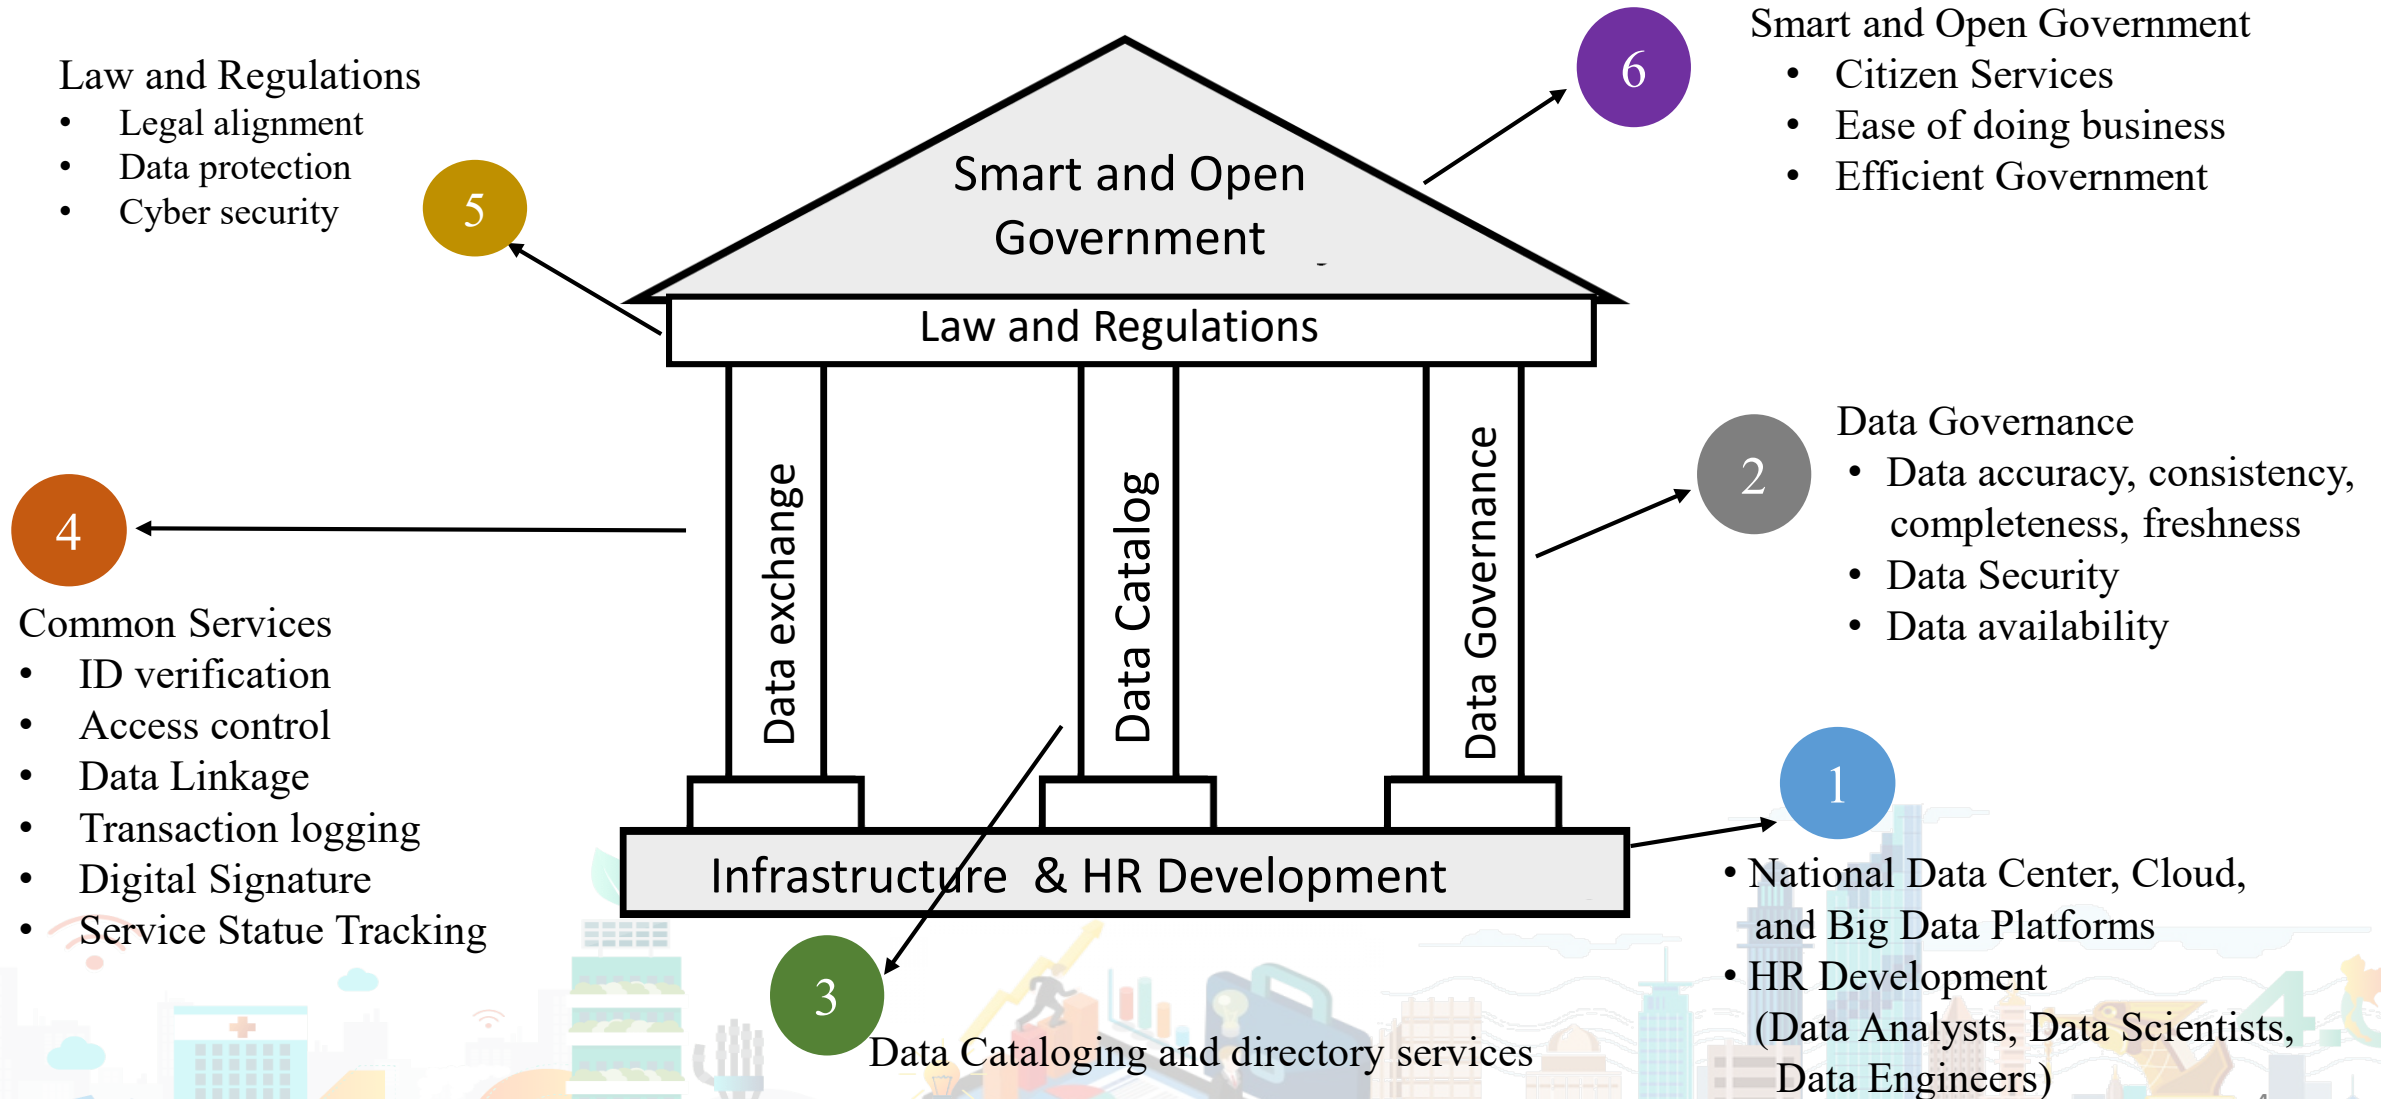 Law and Regulations
• Legal alignment
• Data protection
• Cyber security
5
6
Smart and Open Government
• Citizen Services
• Ease of doing business
• Efficient Government
Smart and Open
Government
Law and Regulations
Data exchange
Data Catalog
Data Governance
Infrastructure & HR Development
4
Common Services
• ID verification
• Access control
• Data Linkage
• Transaction logging
• Digital Signature
• Service Statue Tracking
2
Data Governance
• Data accuracy, consistency,
completeness, freshness
• Data Security
• Data availability
1
• National Data Center, Cloud,
and Big Data Platforms
• HR Development
(Data Analysts, Data Scientists,
Data Engineers)
3
Data Cataloging and directory services
4.